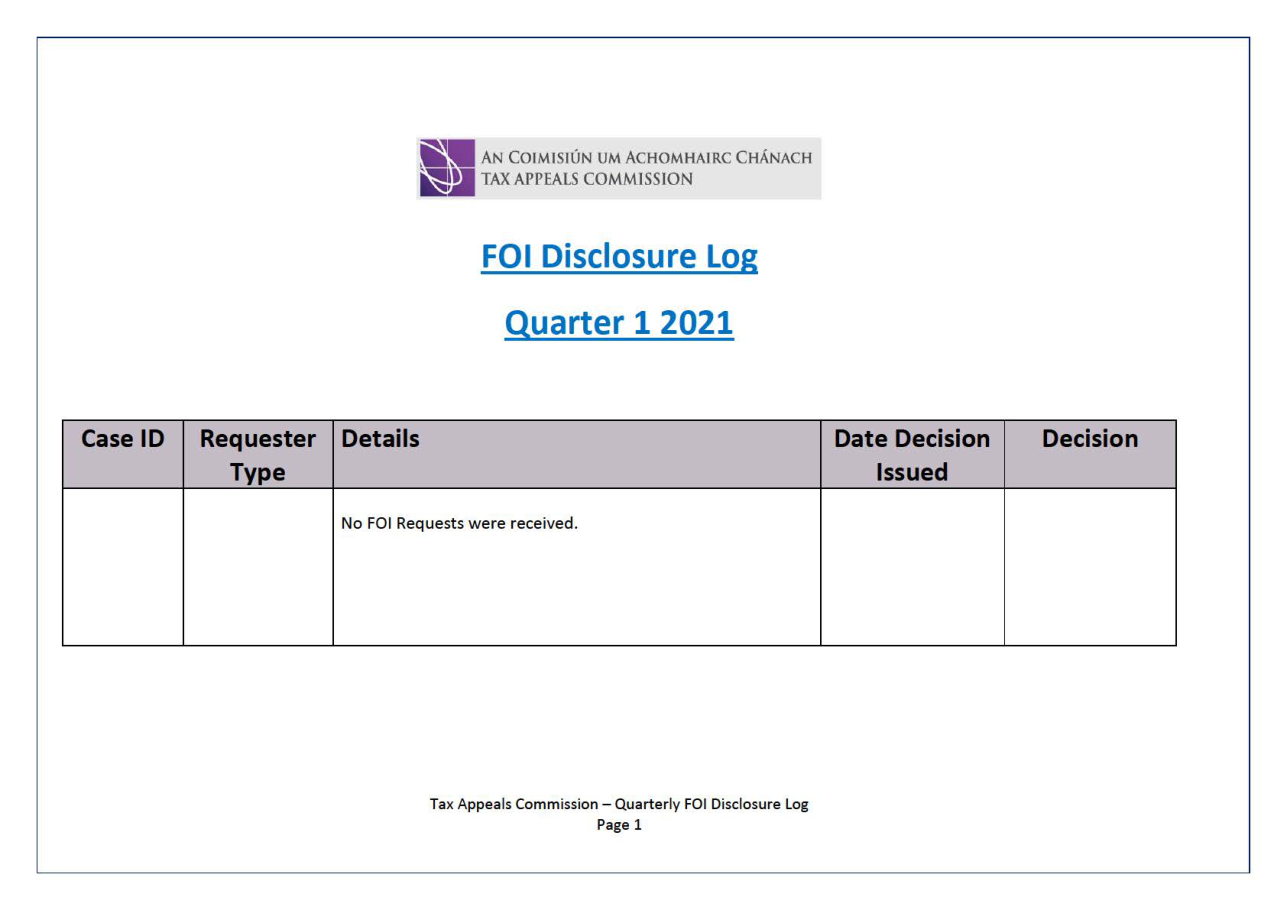 AN COIMISIÚN UM ACHOMHAIRC CHÁNACH
TAX APPEALS COMMISSION
FOI Disclosure Log
Quarter 1 2021
Case ID
Requester
Type
Details
Date Decision
Issued
Decision
No FOI Requests were received.
Tax Appeals Commission – Quarterly FOI Disclosure Log
Page 1